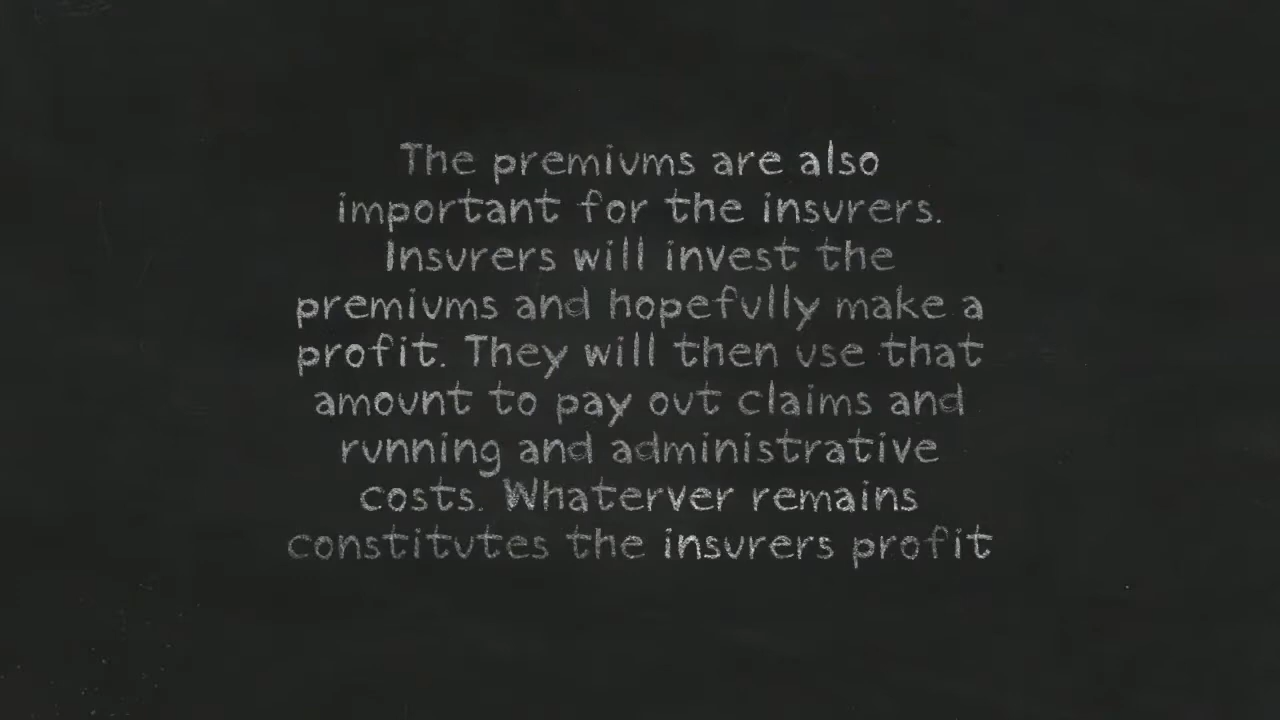 The premiums are also
important for the insurers.
Insurers will invest the
premiums and hopefully make a
profit. They will then use that
amount to pay out claims and
running and administrative
costs. Whaterver remains
constitutes the insurers profit